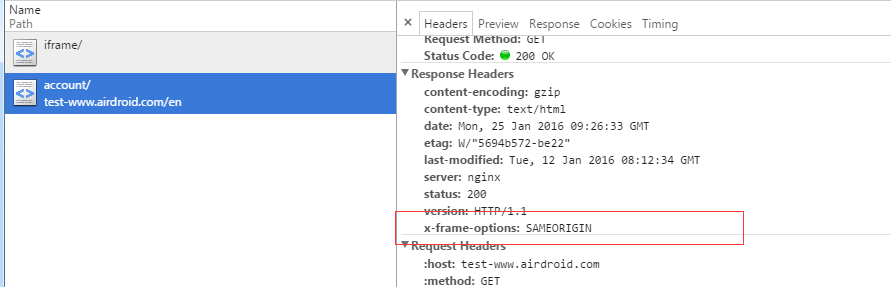 Name
Path
iframe/
account/
test-www.airdroid.com/en
× Headers Preview Response Cookies Timing
Request Method: GET
Status Code: 200 OK
Response Headers
content-encoding: gzip
content-type: text/html
date: Mon, 25 Jan 2016 09:26:33 GMT
etag: W/"5694b572-be22"
last-modified: Tue, 12 Jan 2016 08:12:34 GMT
server: nginx
status: 200
version: HTTP/1.1
x-frame-options: SAMEORIGIN
Request Headers
:host: test-www.airdroid.com
:method: GET